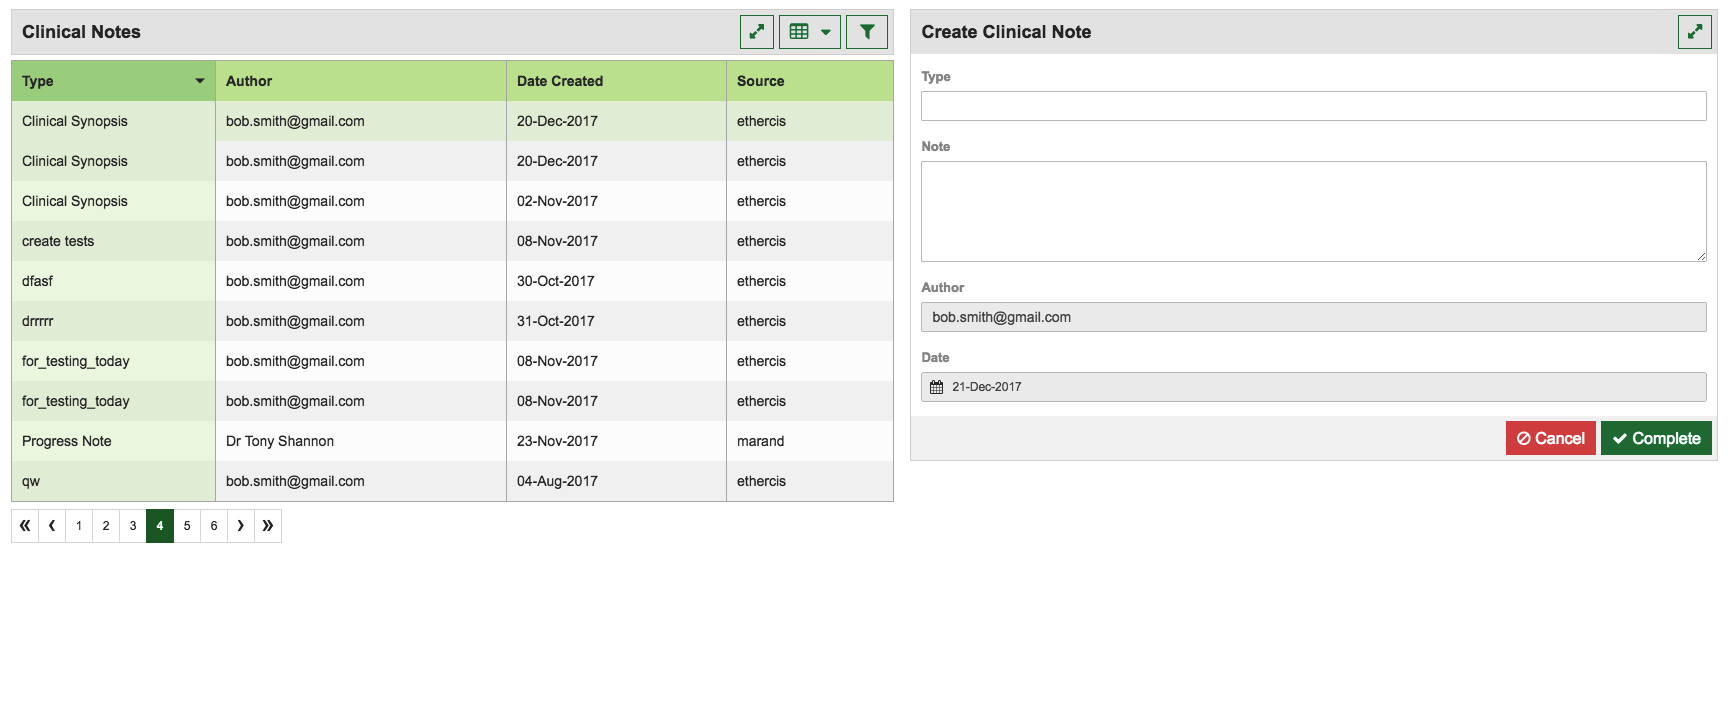 Clinical Notes
Type Author Date Created Source
Clinical Synopsis bob.smith@gmail.com 20-Dec-2017 ethercis
Clinical Synopsis bob.smith@gmail.com 20-Dec-2017 ethercis
Clinical Synopsis bob.smith@gmail.com 02-Nov-2017 ethercis
create tests bob.smith@gmail.com 08-Nov-2017 ethercis
dfasf bob.smith@gmail.com 30-Oct-2017 ethercis
drrrrr bob.smith@gmail.com 31-Oct-2017 ethercis
for_testing_today bob.smith@gmail.com 08-Nov-2017 ethercis
for_testing_today bob.smith@gmail.com 08-Nov-2017 ethercis
Progress Note Dr Tony Shannon 23-Nov-2017 marand
qw bob.smith@gmail.com 04-Aug-2017 ethercis
« ‹ 1 2 3 4 5 6 › »
Create Clinical Note
Type
Note
Author
bob.smith@gmail.com
Date
21-Dec-2017
Cancel Complete